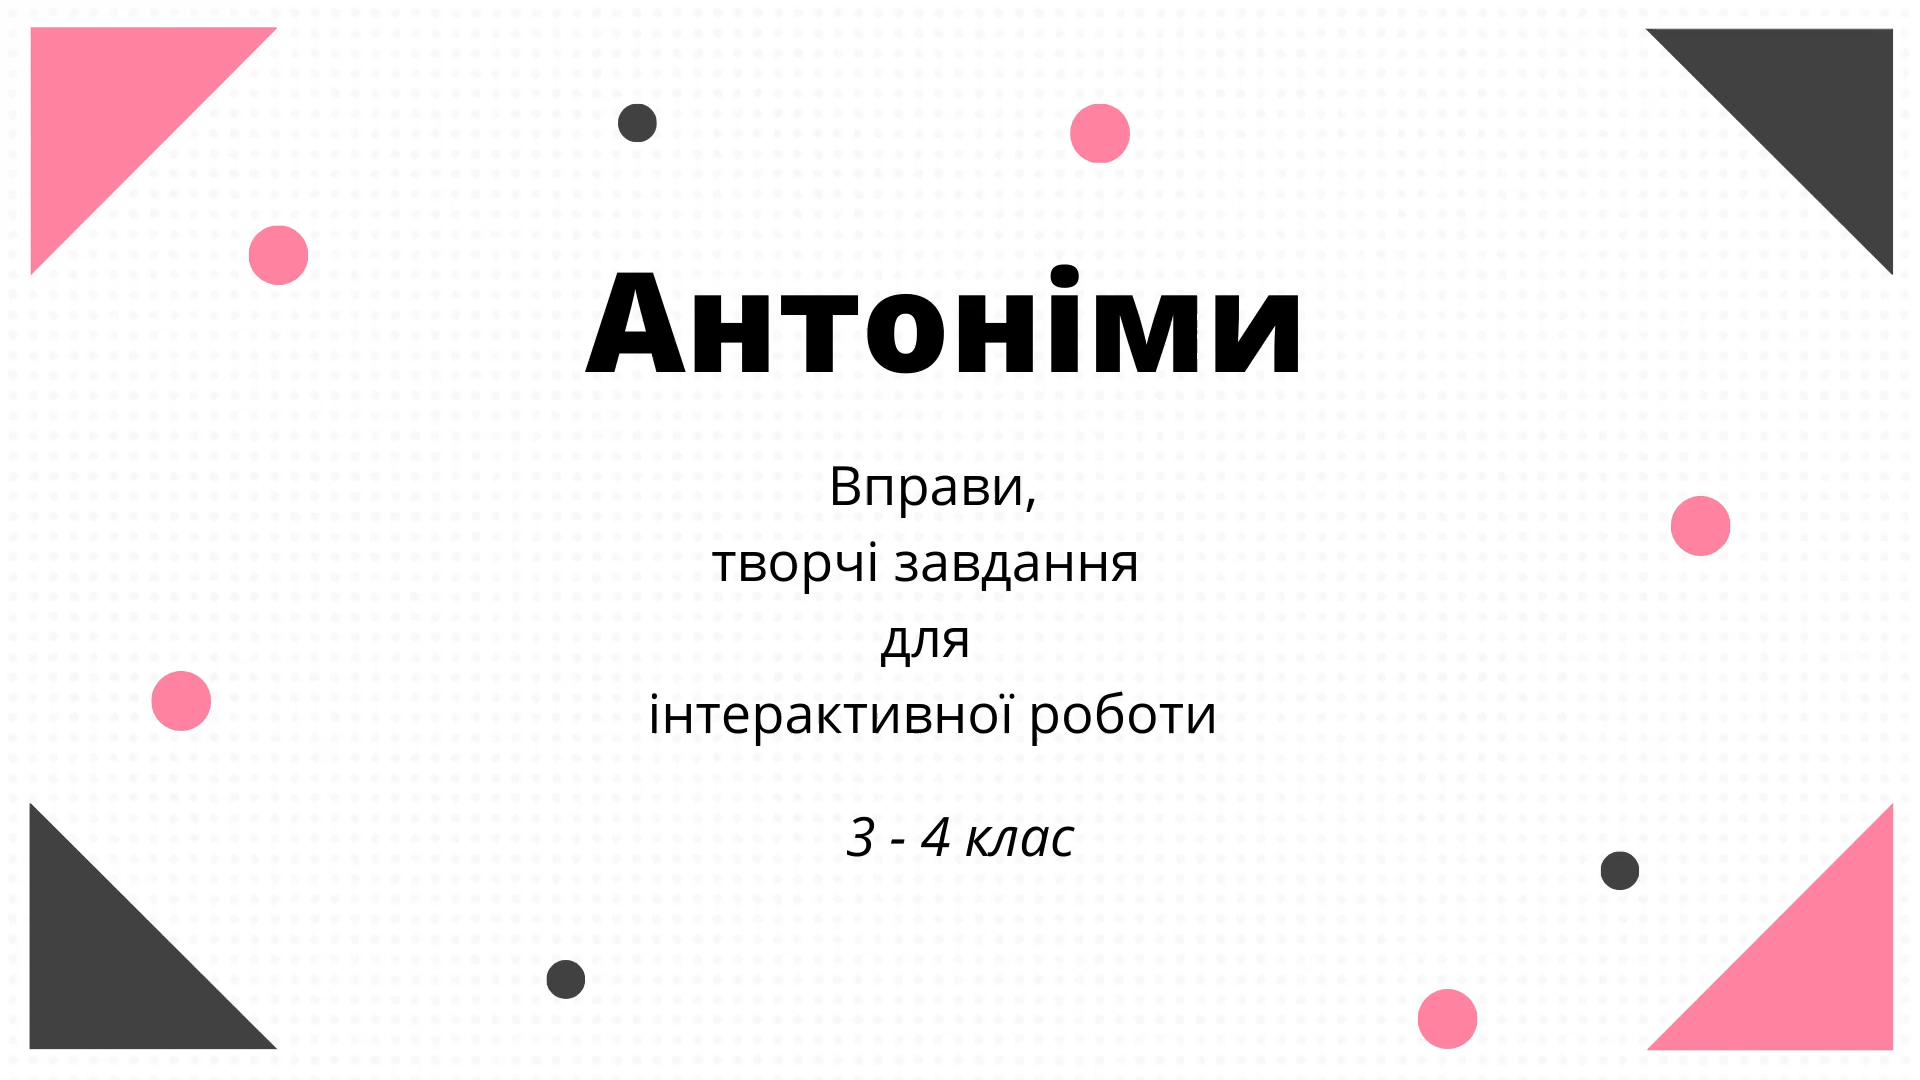 Антоніми
Вправи,
творчі завдання
для
інтерактивної роботи
3 - 4 клас